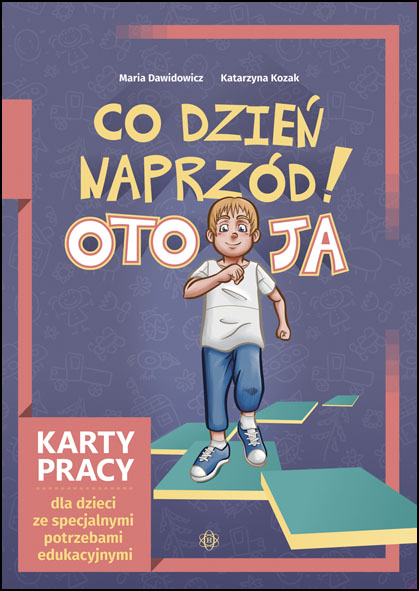 Maria Dawidowicz Katarzyna Kozak
CO DZIEŃ
NAPRZÓD!
OTO JA
KARTY
PRACY
dla dzieci
ze specjalnymi
potrzebami
edukacyjnymi